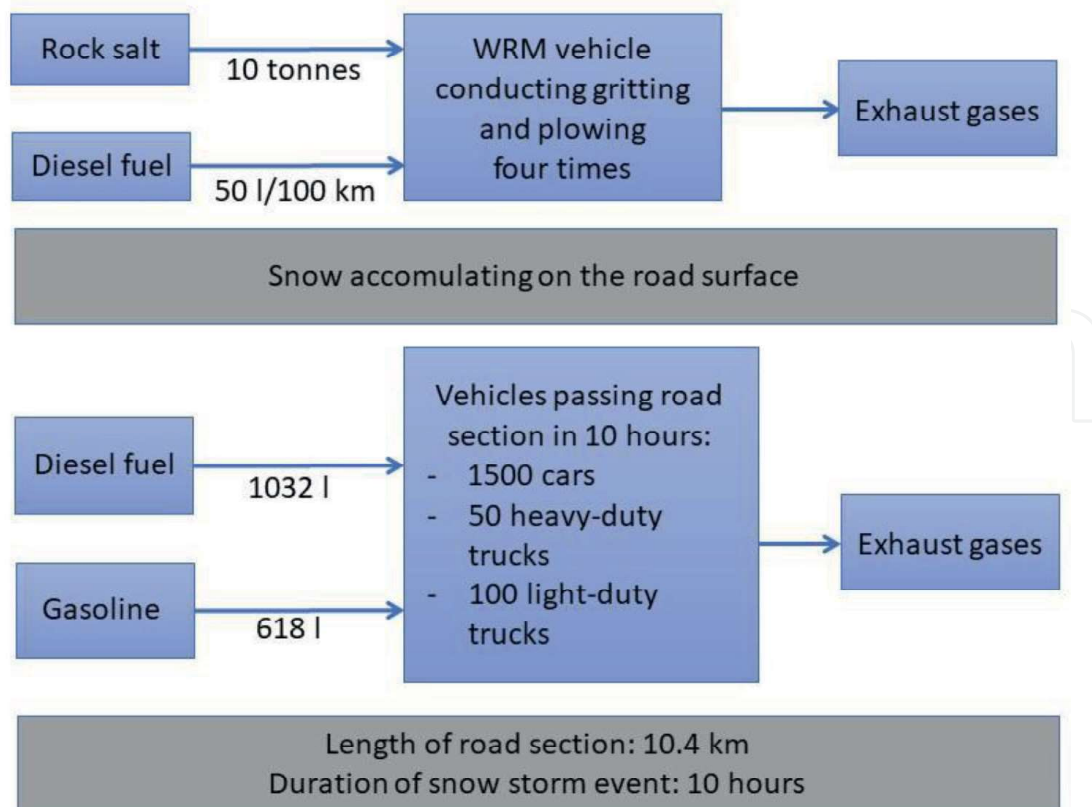 Rock salt
10 tonnes
Diesel fuel
50 l/100 km
WRM vehicle
conducting gritting
and plowing
four times
Exhaust gases
Snow accomulating on the road surface
Diesel fuel
1032 l
Gasoline
618 l
Vehicles passing road
section in 10 hours:
- 1500 cars
- 50 heavy-duty
trucks
- 100 light-duty
trucks
Exhaust gases
Length of road section: 10.4 km
Duration of snow storm event: 10 hours